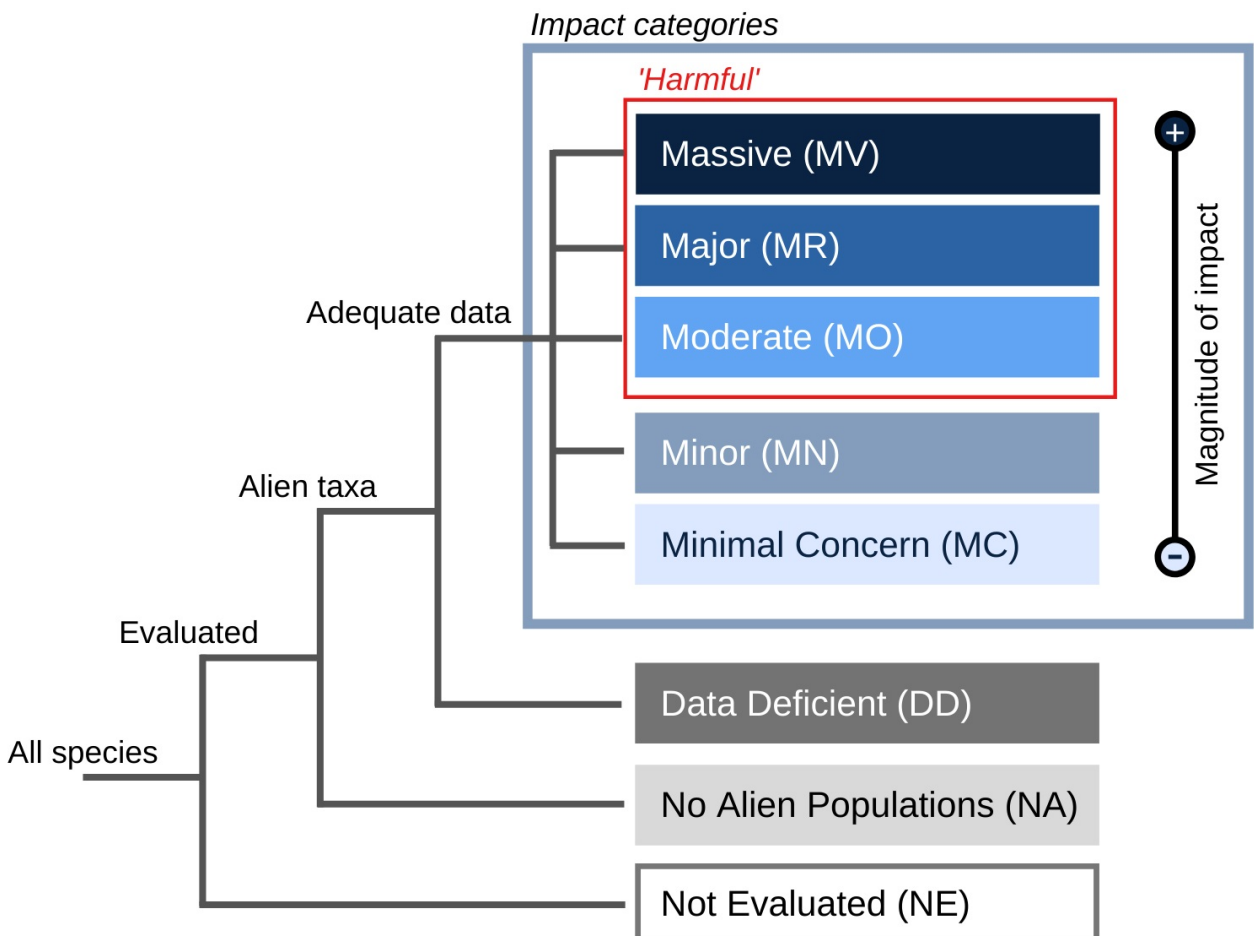 Impact categories
'Harmful'
Massive (MV)
Major (MR)
Moderate (MO)
Minor (MN)
Minimal Concern (MC)
+
-
Magnitude of impact
Adequate data
Alien taxa
Evaluated
All species
Data Deficient (DD)
No Alien Populations (NA)
Not Evaluated (NE)